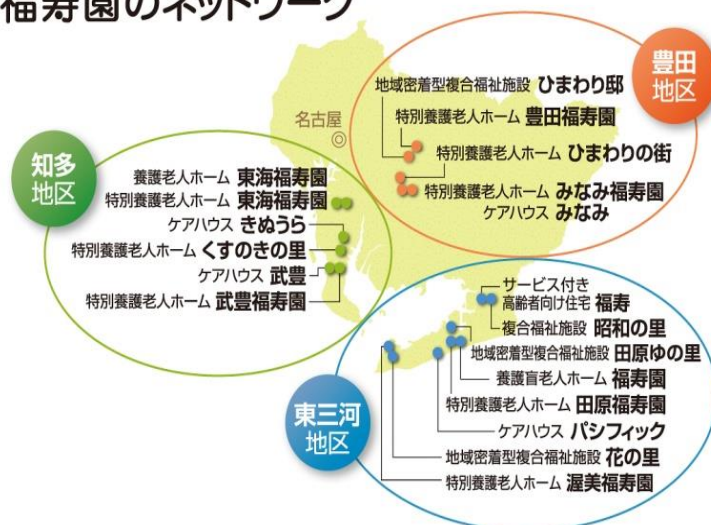 福寿園のネットワーク
豊田
地区
地域密着型複合福祉施設 ひまわり邸
特別養護老人ホーム 豊田福寿園
特別養護老人ホーム ひまわりの街
特別養護老人ホーム みなみ福寿園
ケアハウス みなみ
名古屋
知多
地区
養護老人ホーム 東海福寿園
特別養護老人ホーム 東海福寿園
ケアハウス きぬうら
特別養護老人ホーム くすのきの里
ケアハウス 武豊
特別養護老人ホーム 武豊福寿園
東三河
地区
サービス付き
高齢者向け住宅 福寿
複合福祉施設 昭和の里
地域密着型複合福祉施設 田原ゆの里
養護盲老人ホーム 福寿園
特別養護老人ホーム 田原福寿園
ケアハウス パシフィック
地域密着型複合福祉施設 花の里
特別養護老人ホーム 渥美福寿園